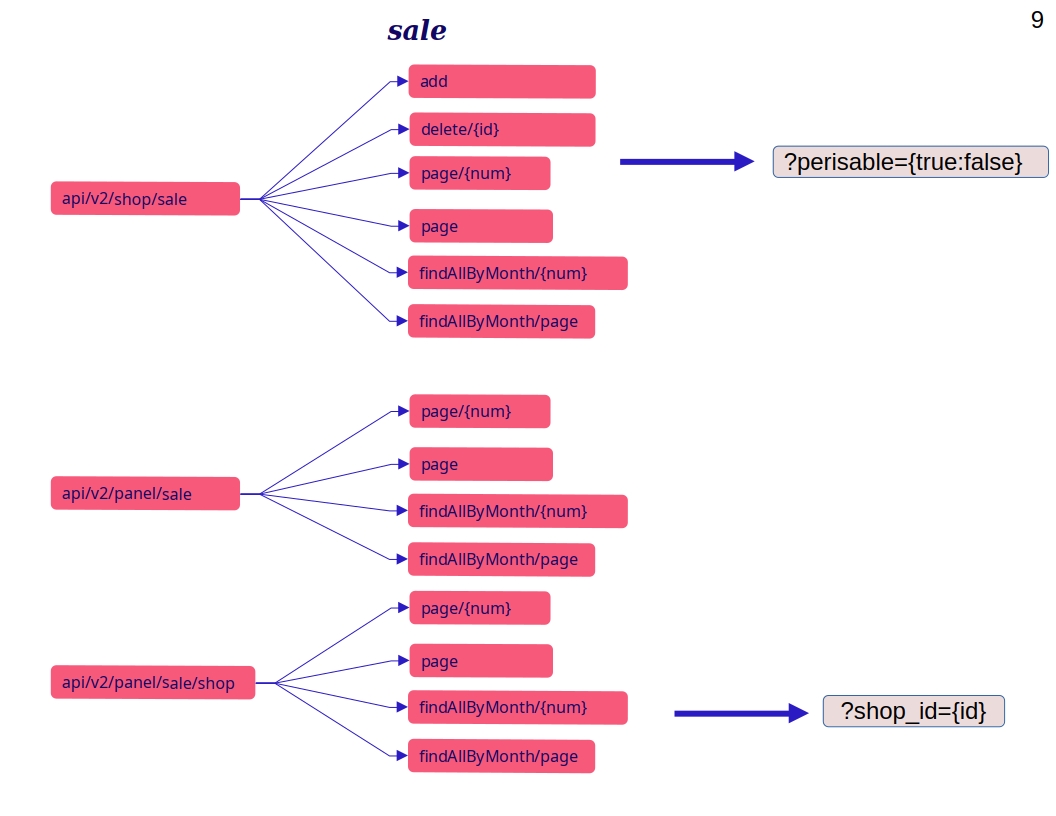 9
sale
api/v2/shop/sale
add
delete/{id}
page/{num}
page
findAllByMonth/{num}
findAllByMonth/page
?perisable={true:false}
api/v2/panel/sale
page/{num}
page
findAllByMonth/{num}
findAllByMonth/page
api/v2/panel/sale/shop
page/{num}
page
findAllByMonth/{num}
findAllByMonth/page
?shop_id={id}